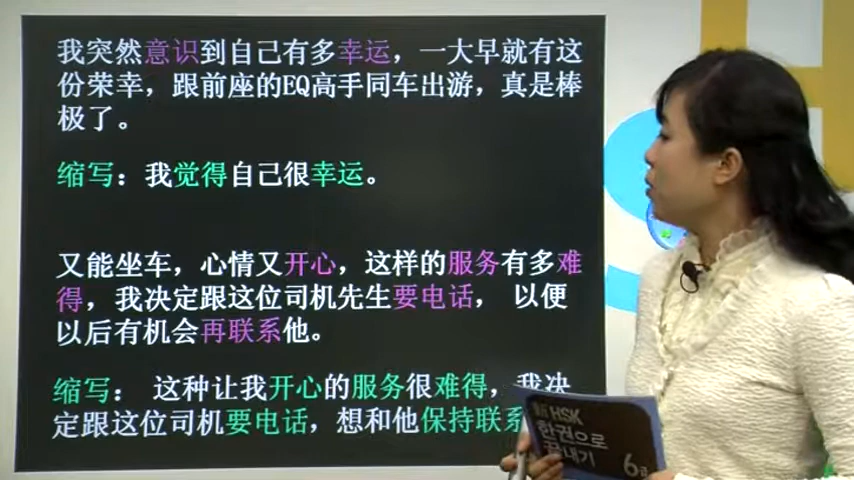 我突然意识到自己有多幸运，一大早就有这
份荣幸，跟前座的EQ高手同车出游，真是棒
极了。
缩写：我觉得自己很幸运。
又能坐车，心情又开心，这样的服务有多难
得，我决定跟这位司机先生要电话， 以便
以后有机会再联系他。
缩写： 这种让我开心的服务很难得，我决
定跟这位司机要电话，想和他保持联系
新 HSK
한권으로
끝내기
6급